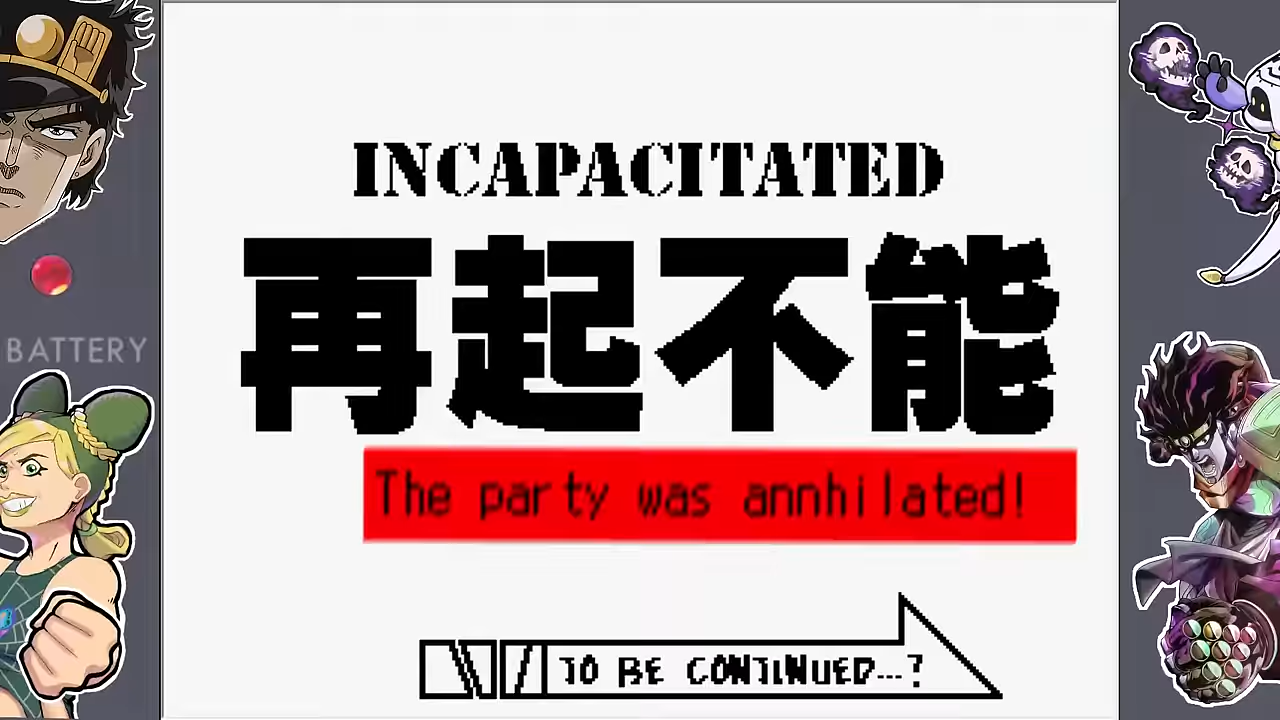 INCAPACITATED
再起不能
The party was annhilated!
TO BE CONTINUED...?
BATTERY